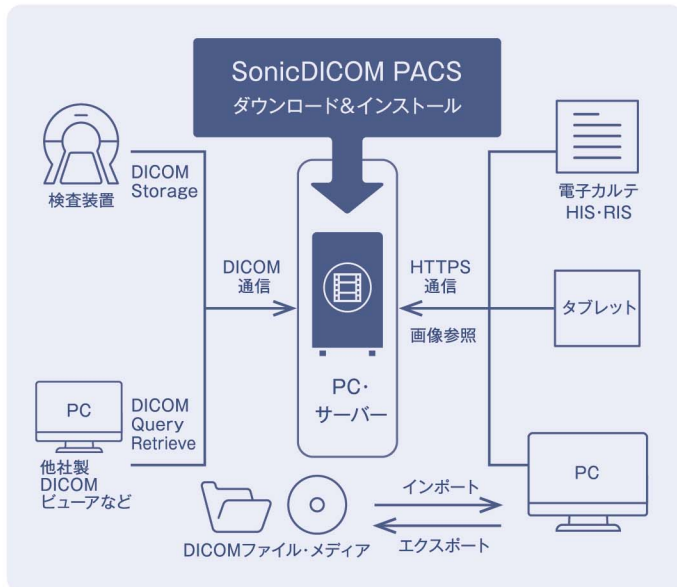 SonicDICOM PACS
ダウンロード&インストール
検査装置
DICOM
Storage
電子カルテ
HIS・RIS
DICOM
通信
HTTPS
通信
画像参照
タブレット
PC・
サーバー
PC
DICOM
Query
Retrieve
他社製
DICOM
ビューアなど
PC
インポート
エクスポート
DICOMファイル・メディア